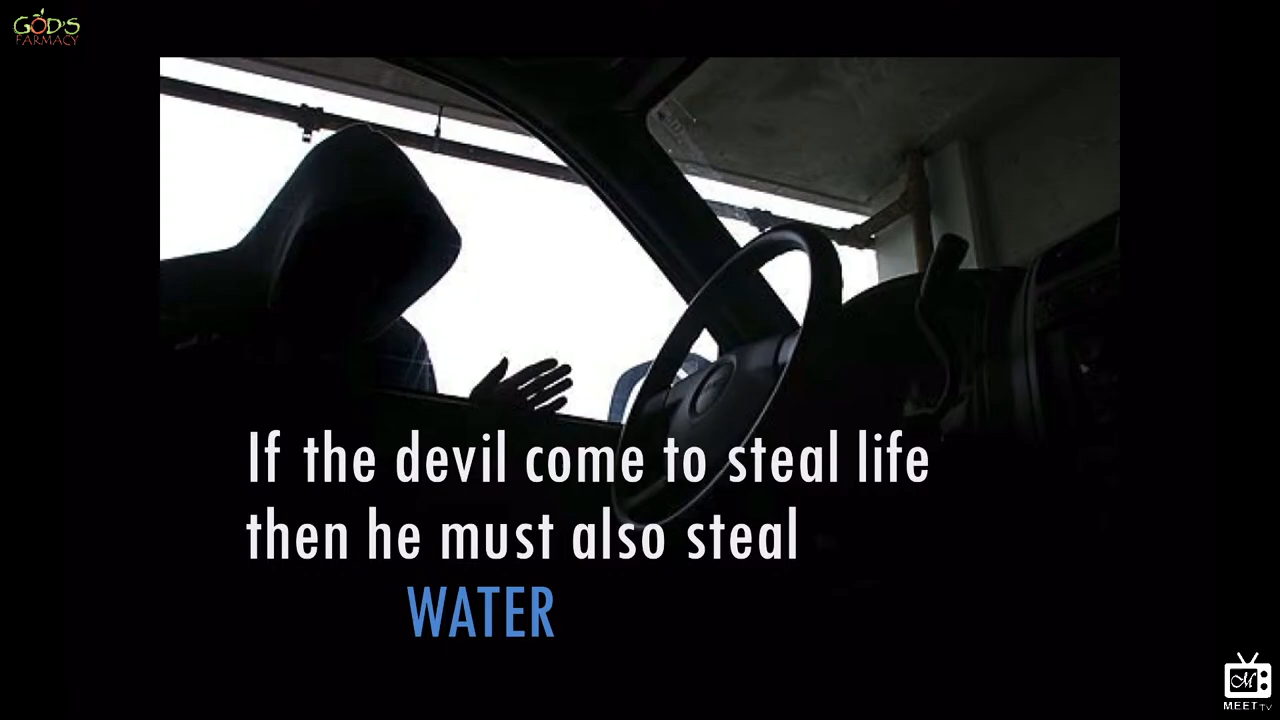 GOD'S
FARMACY
If the devil come to steal life
then he must also steal
WATER
M
MEET TV